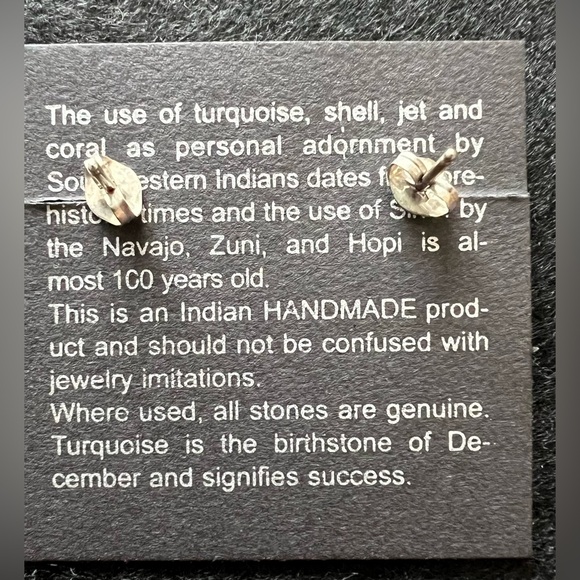 The use of turquoise, shell, jet and
coral as personal adornment by
Southwestern Indians dates from pre-
historic times and the use of Silver by
the Navajo, Zuni, and Hopi is al-
most 100 years old.
This is an Indian HANDMADE prod-
uct and should not be confused with
jewelry imitations.
Where used, all stones are genuine.
Turquoise is the birthstone of De-
cember and signifies success.